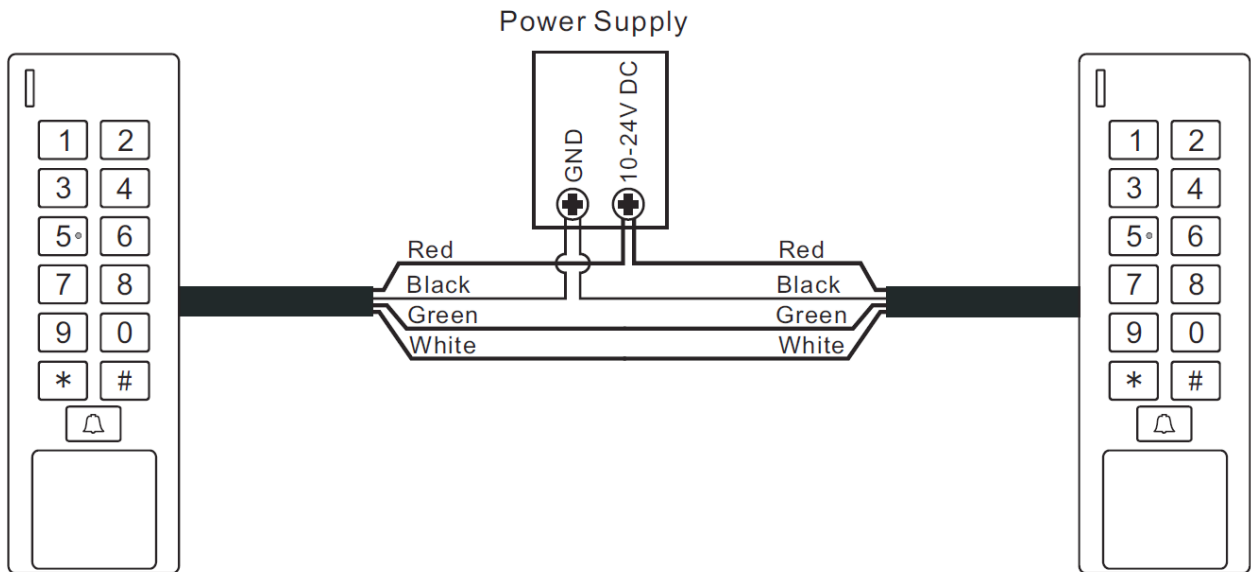 Power Supply
GND
10-24V DC
1 2
3 4
5 6
7 8
9 0
* #
Red
Black
Green
White
Red
Black
Green
White
1 2
3 4
5 6
7 8
9 0
* #